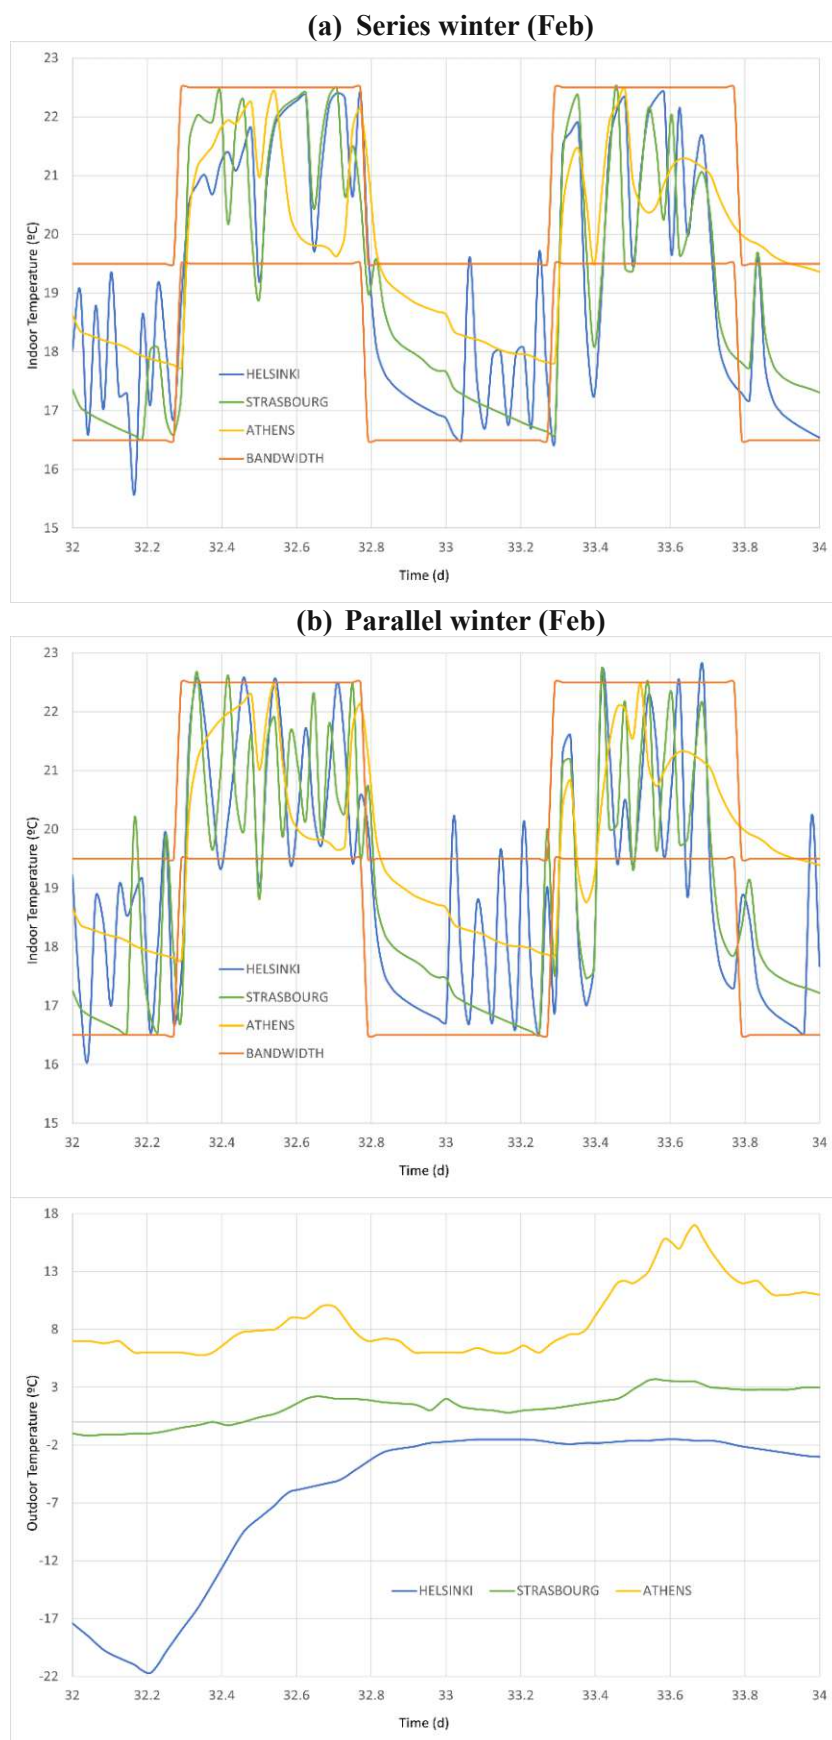 (a) Series winter (Feb)
23
22
21
20
19
18
17
16
15
Indoor Temperature (ºC)
HELSINKI
STRASBOURG
ATHENS
BANDWIDTH
32 32.2 32.4 32.6 32.8 33 33.2 33.4 33.6 33.8 34
Time (d)
(b) Parallel winter (Feb)
23
22
21
20
19
18
17
16
15
Indoor Temperature (ºC)
HELSINKI
STRASBOURG
ATHENS
BANDWIDTH
32 32.2 32.4 32.6 32.8 33 33.2 33.4 33.6 33.8 34
Time (d)
18
13
8
3
-2
-7
-12
-17
-22
Outdoor Temperature (ºC)
HELSINKI STRASBOURG ATHENS
32 32.2 32.4 32.6 32.8 33 33.2 33.4 33.6 33.8 34
Time (d)